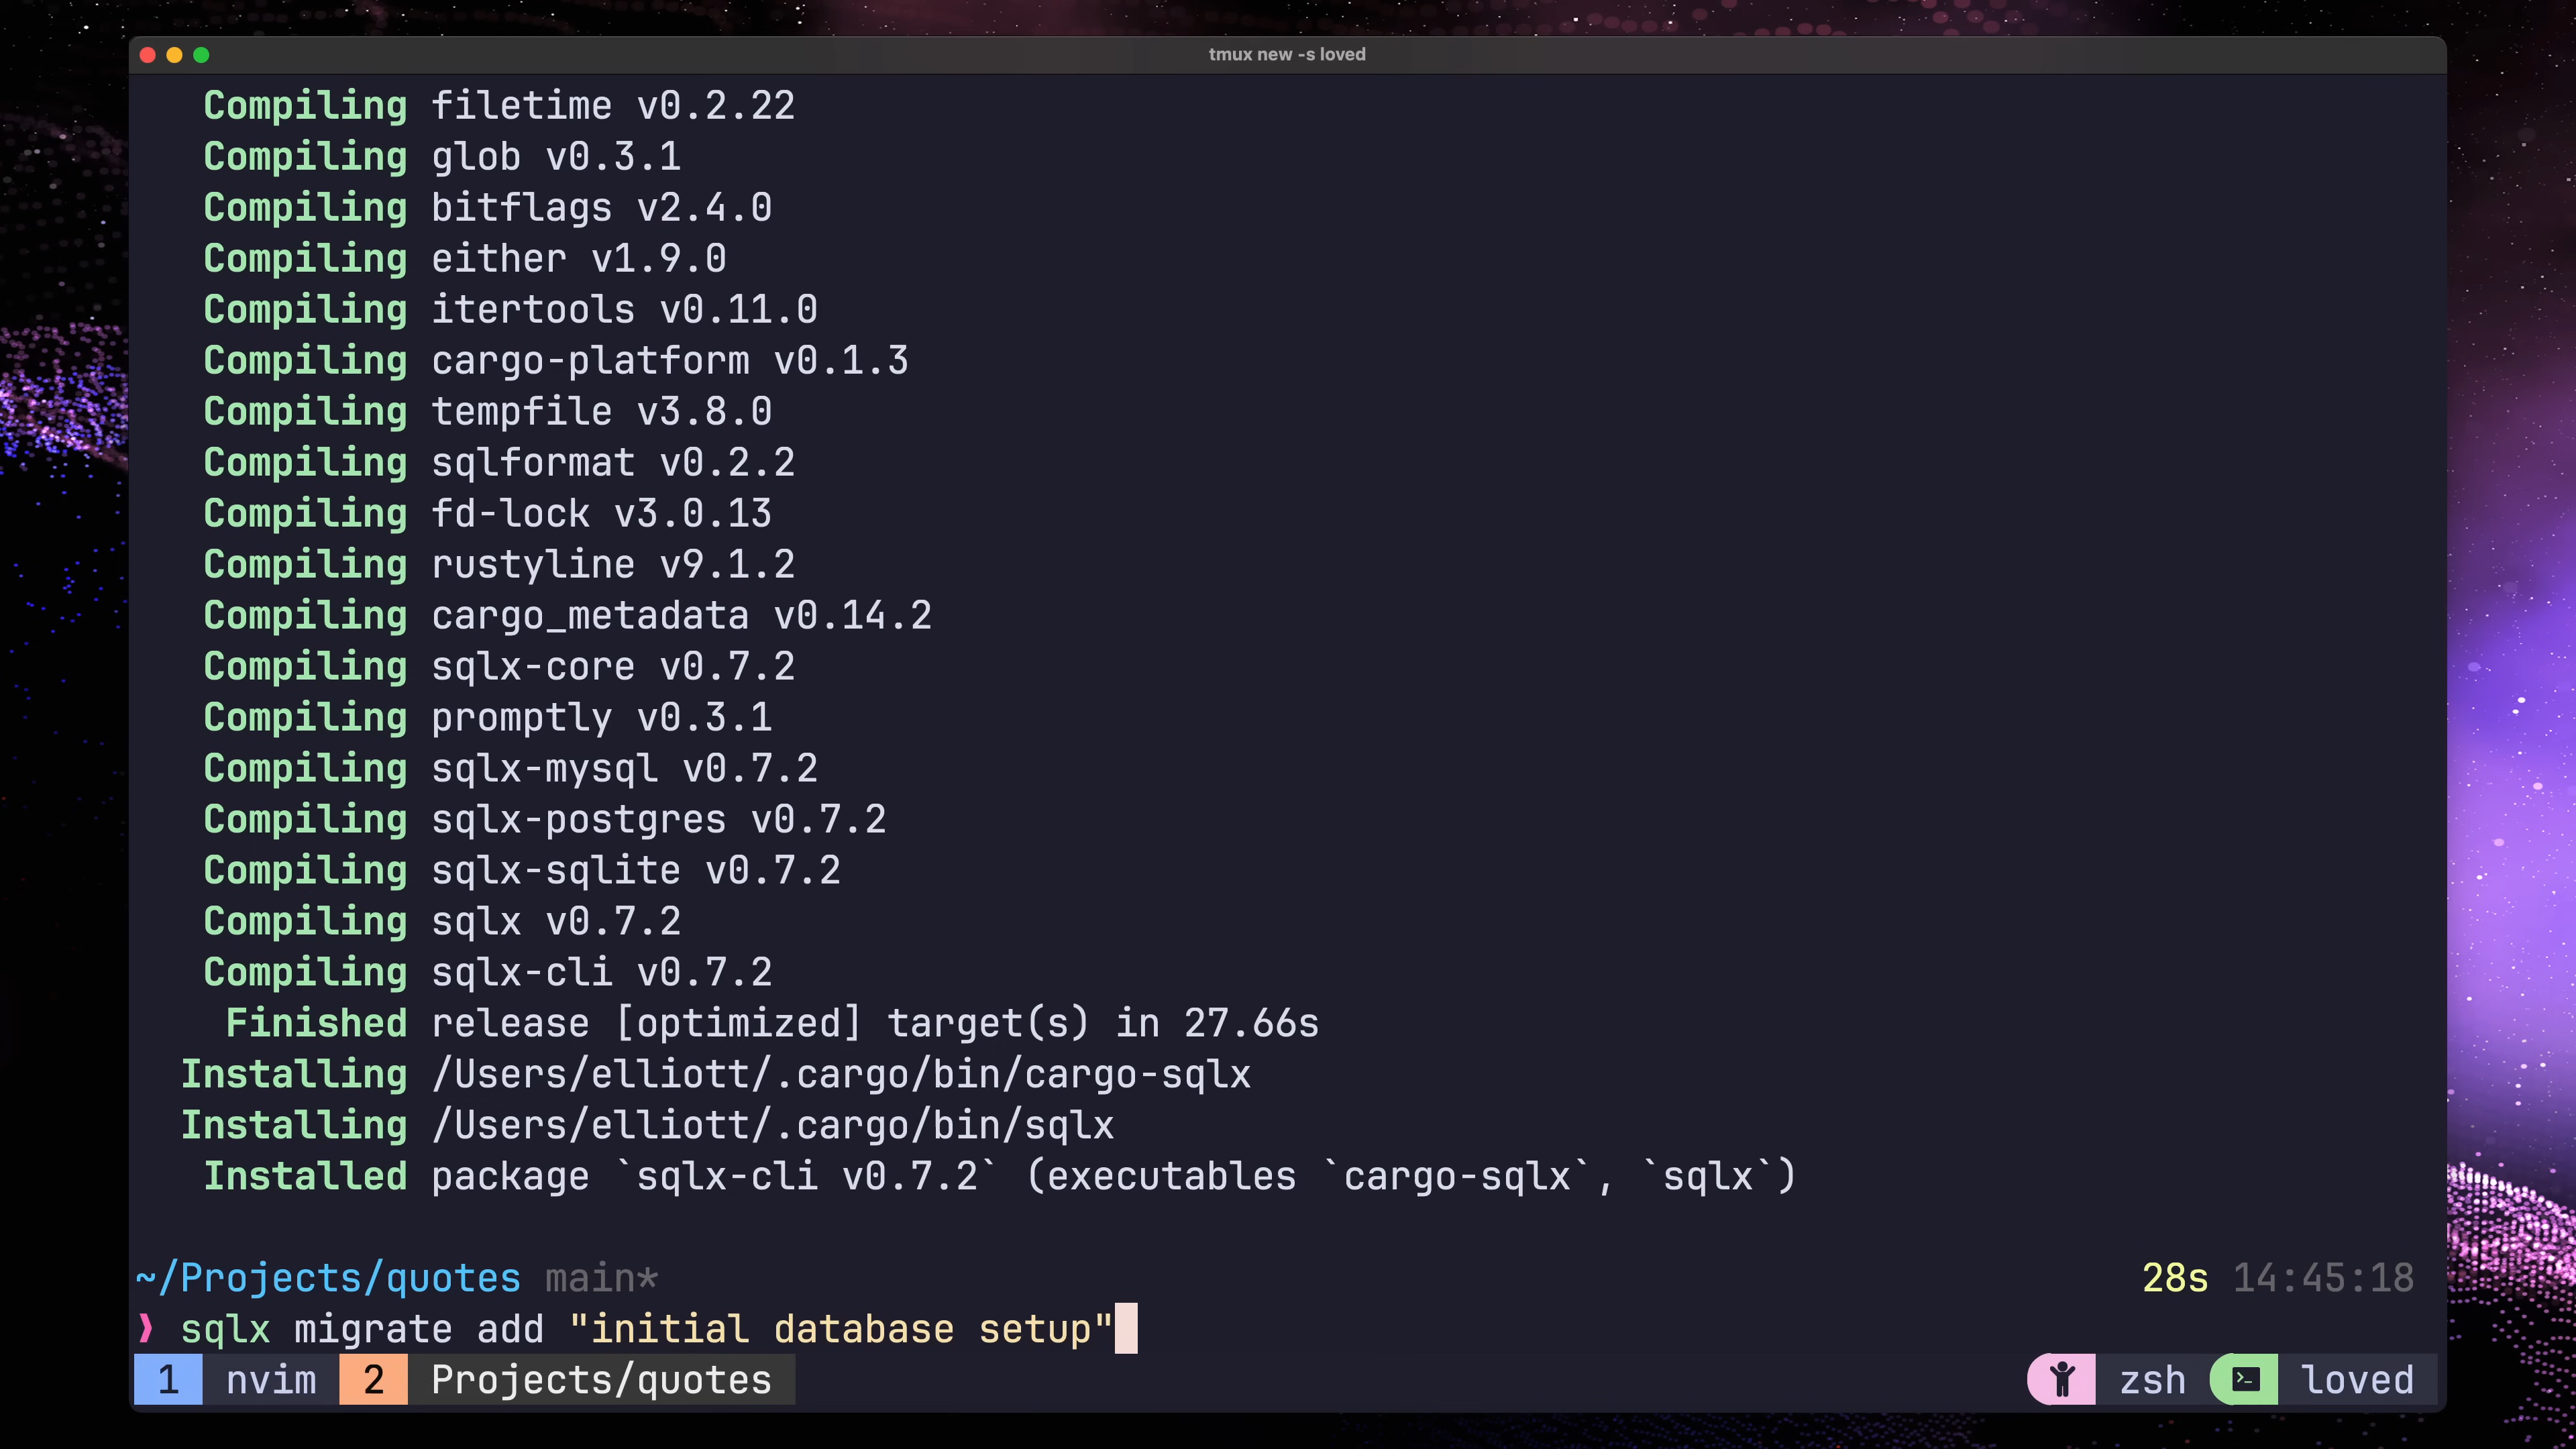 tmux new -s loved
Compiling filetime v0.2.22
Compiling glob v0.3.1
Compiling bitflags v2.4.0
Compiling either v1.9.0
Compiling itertools v0.11.0
Compiling cargo-platform v0.1.3
Compiling tempfile v3.8.0
Compiling sqlformat v0.2.2
Compiling fd-lock v3.0.13
Compiling rustyline v9.1.2
Compiling cargo_metadata v0.14.2
Compiling sqlx-core v0.7.2
Compiling promptly v0.3.1
Compiling sqlx-mysql v0.7.2
Compiling sqlx-postgres v0.7.2
Compiling sqlx-sqlite v0.7.2
Compiling sqlx v0.7.2
Compiling sqlx-cli v0.7.2
Finished release [optimized] target(s) in 27.66s
Installing /Users/elliott/.cargo/bin/cargo-sqlx
Installing /Users/elliott/.cargo/bin/sqlx
Installed package `sqlx-cli v0.7.2` (executables `cargo-sqlx`, `sqlx`)
~/Projects/quotes main* 28s 14:45:18
❯ sqlx migrate add "initial database setup"
1 nvim 2 Projects/quotes zsh loved